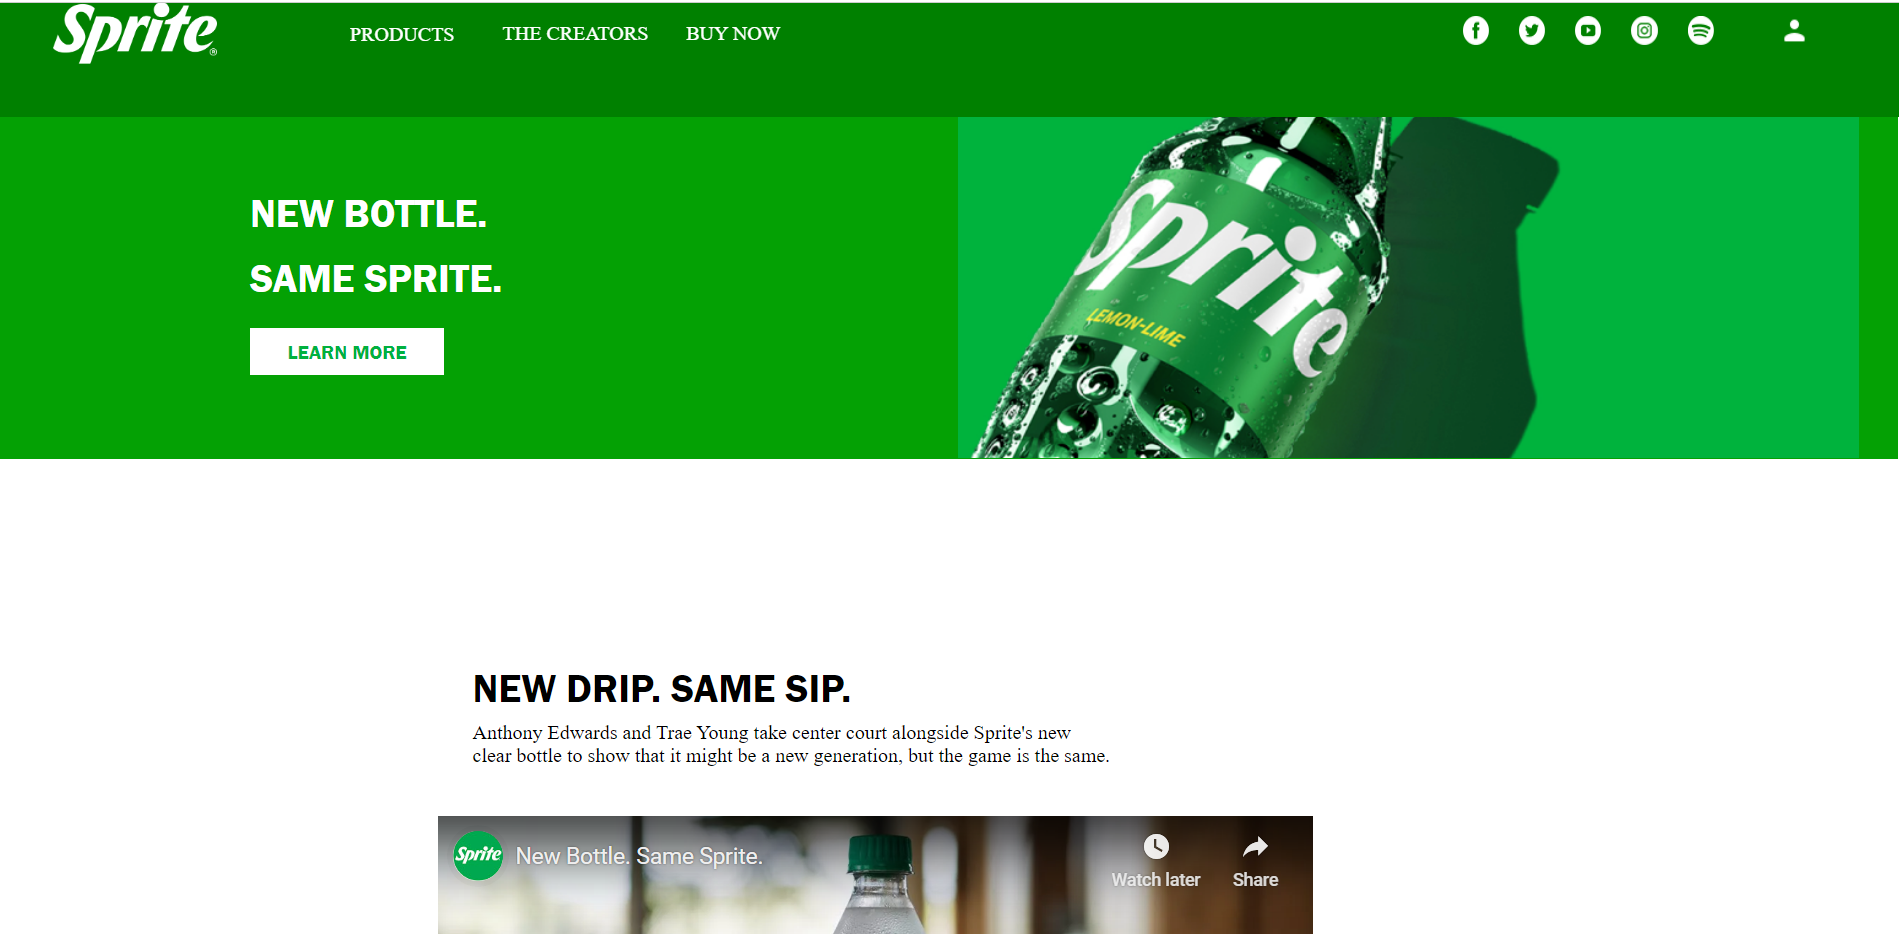 Sprite®
PRODUCTS THE CREATORS BUY NOW
NEW BOTTLE.
SAME SPRITE.
LEARN MORE
Sprite
LEMON-LIME
NEW DRIP. SAME SIP.
Anthony Edwards and Trae Young take center court alongside Sprite's new
clear bottle to show that it might be a new generation, but the game is the same.
Sprite New Bottle. Same Sprite.
Watch later Share